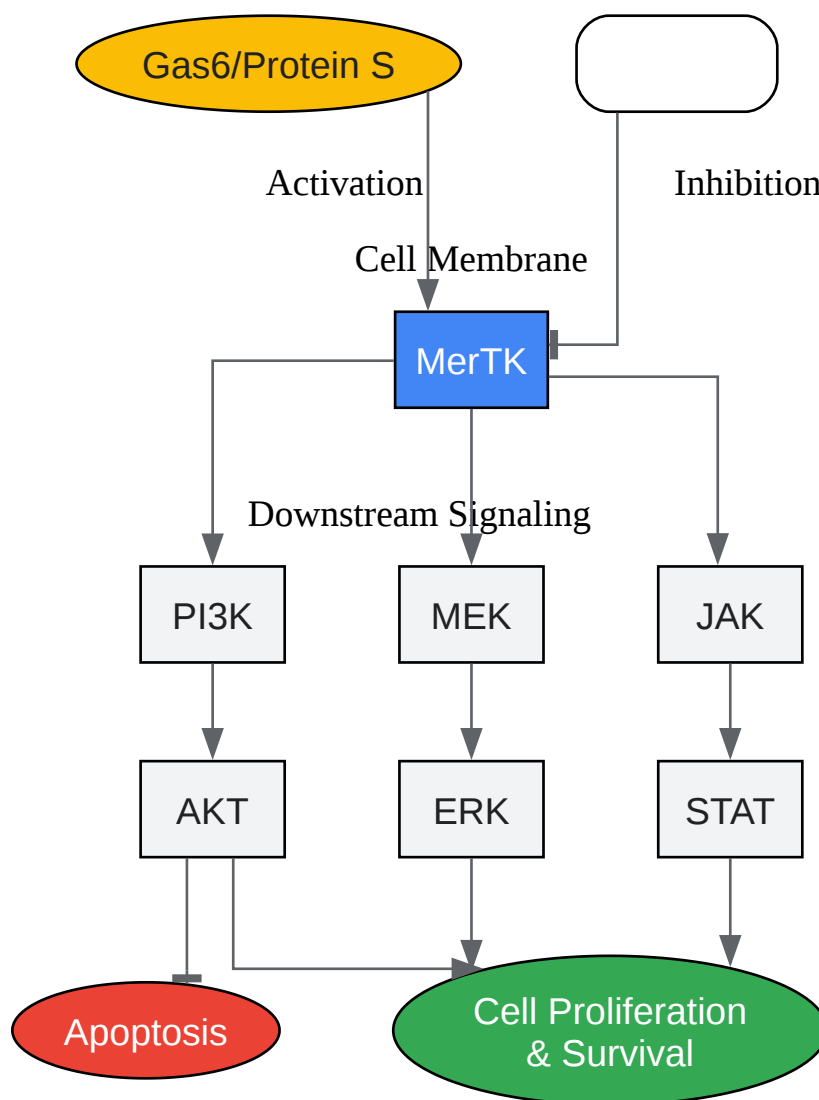 Gas6/Protein S
Activation
Inhibition
Cell Membrane
MerTK
Downstream Signaling
PI3K
MEK
JAK
AKT
ERK
STAT
Apoptosis
Cell Proliferation
& Survival